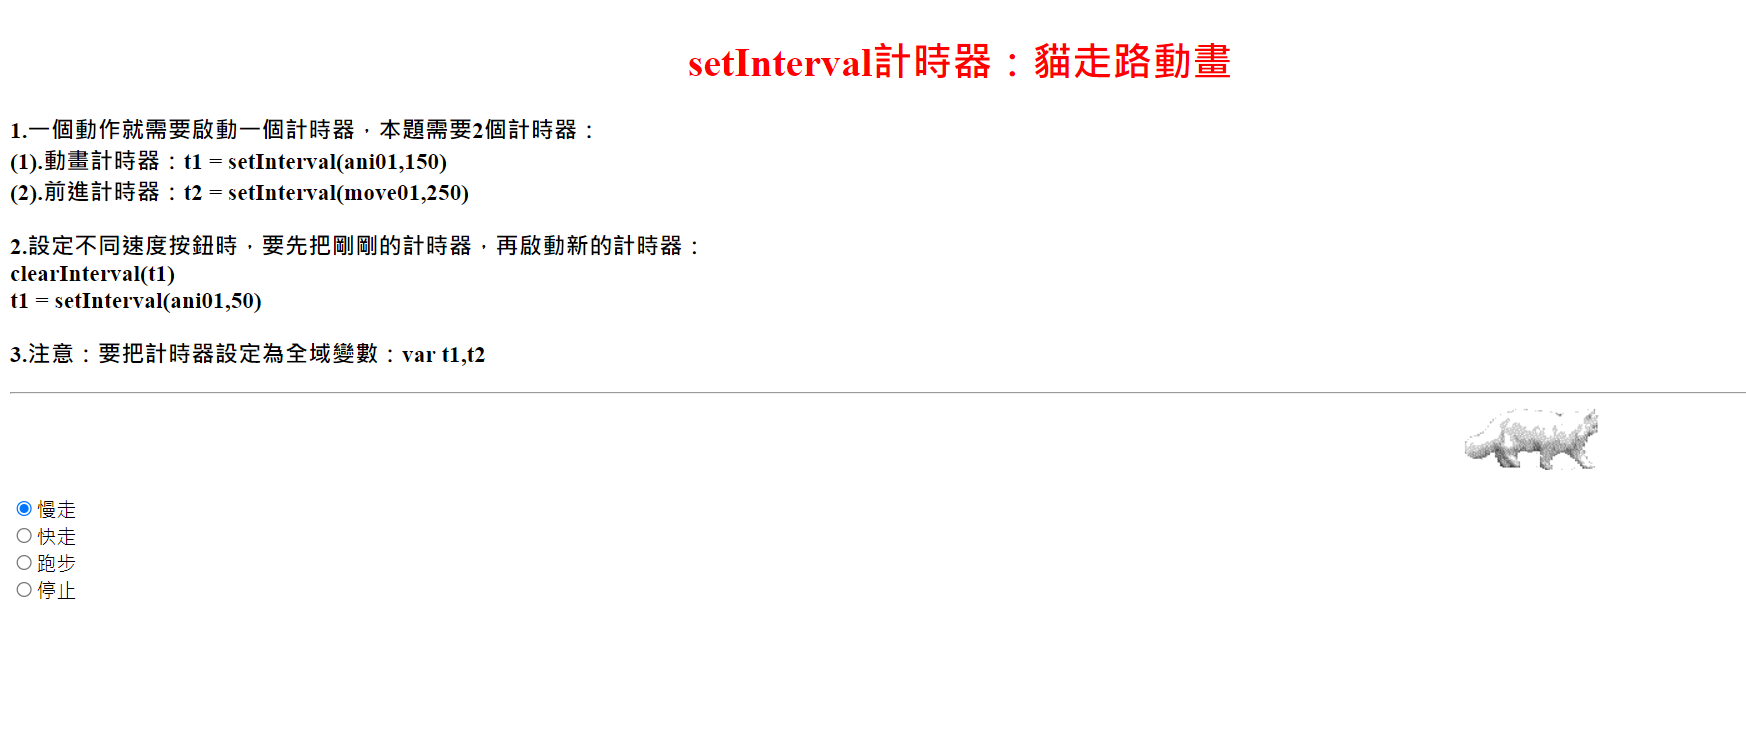 setInterval計時器：貓走路動畫
1.一個動作就需要啟動一個計時器，本題需要2個計時器：
(1).動畫計時器：t1 = setInterval(ani01,150)
(2).前進計時器：t2 = setInterval(move01,250)
2.設定不同速度按鈕時，要先把剛剛的計時器，再啟動新的計時器：
clearInterval(t1)
t1 = setInterval(ani01,50)
3.注意：要把計時器設定為全域變數：var t1,t2
慢走
快走
跑步
停止